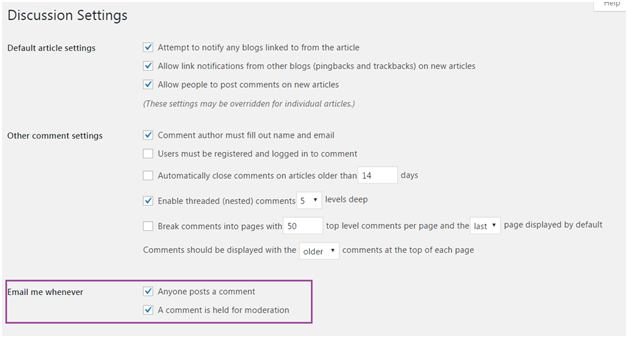 Help
Discussion Settings
Default article settings
Attempt to notify any blogs linked to from the article
Allow link notifications from other blogs (pingbacks and trackbacks) on new articles
Allow people to post comments on new articles
(These settings may be overridden for individual articles.)
Other comment settings
Comment author must fill out name and email
Users must be registered and logged in to comment
Automatically close comments on articles older than 14 days
Enable threaded (nested) comments 5 levels deep
Break comments into pages with 50 top level comments per page and the last page displayed by default
Comments should be displayed with the older comments at the top of each page
Email me whenever
Anyone posts a comment
A comment is held for moderation